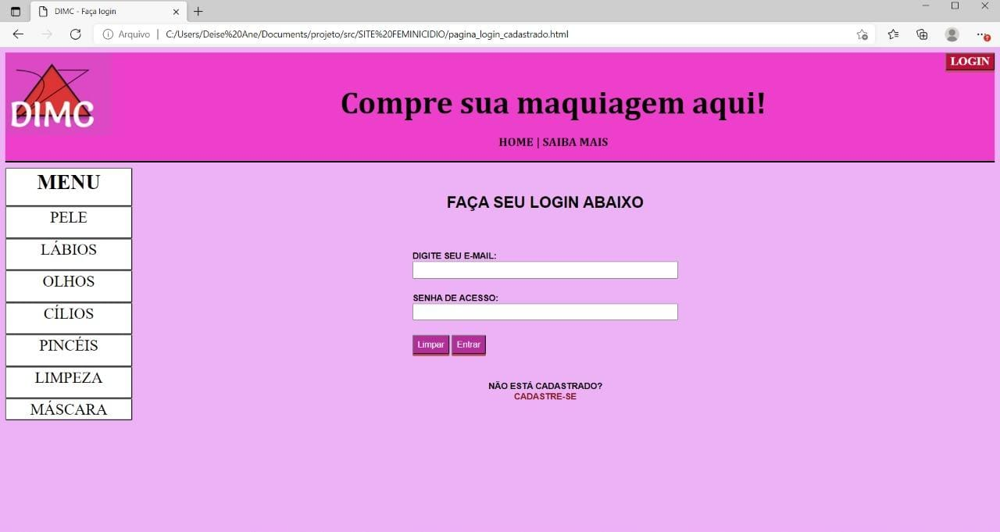 DIMC - Faça login
Arquivo | C:/Users/Deise%20Ane/Documents/projeto/src/SITE%20FEMINICIDIO/pagina_login_cadastrado.html
LOGIN
DIMC
Compre sua maquiagem aqui!
HOME | SAIBA MAIS
MENU
PELE
LÁBIOS
OLHOS
CÍLIOS
PINCÉIS
LIMPEZA
MÁSCARA
FAÇA SEU LOGIN ABAIXO
DIGITE SEU E-MAIL:
SENHA DE ACESSO:
Limpar Entrar
NÃO ESTÁ CADASTRADO?
CADASTRE-SE